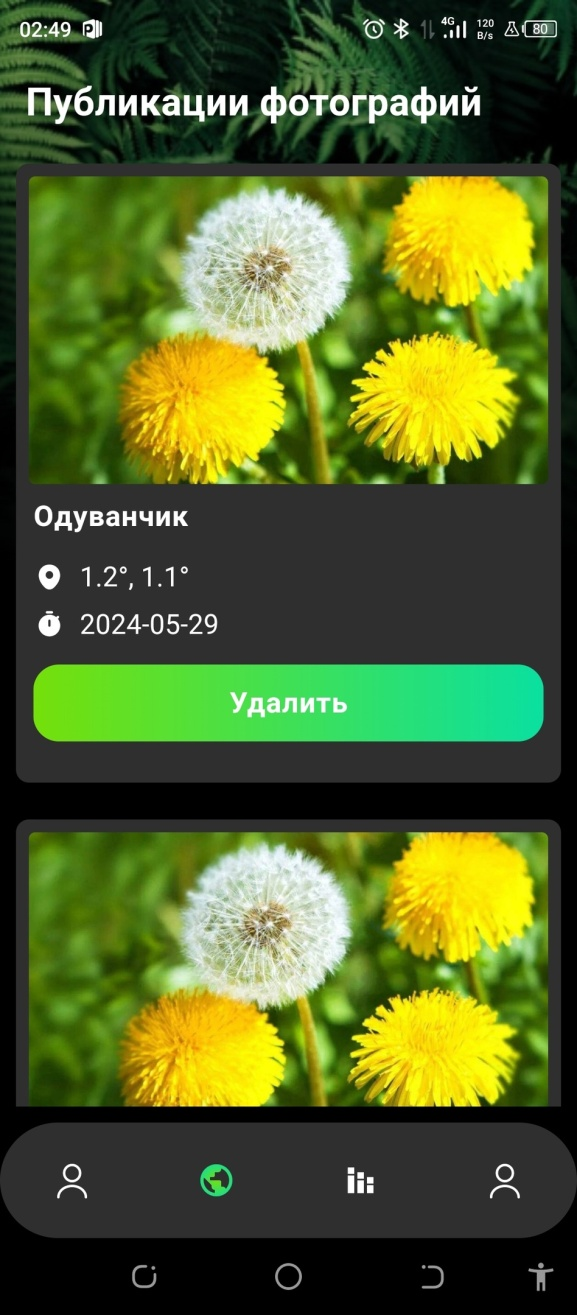 02:49
4G
120
B/s
80
Публикации фотографий
Одуванчик
1.2°, 1.1°
2024-05-29
Удалить